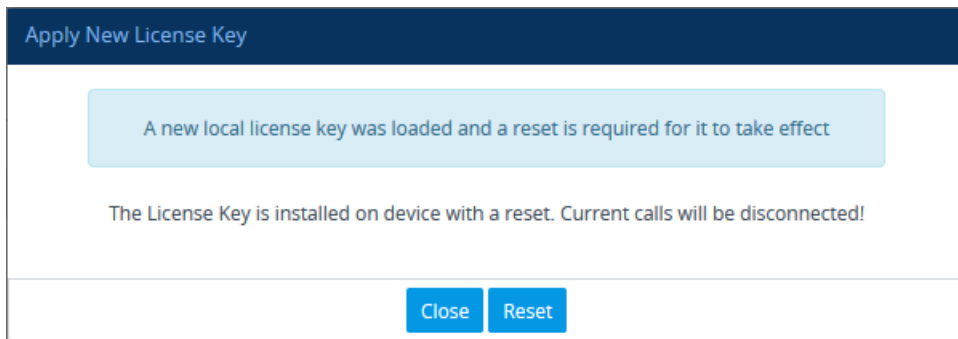 Apply New License Key
A new local license key was loaded and a reset is required for it to take effect
The License Key is installed on device with a reset. Current calls will be disconnected!
Close Reset